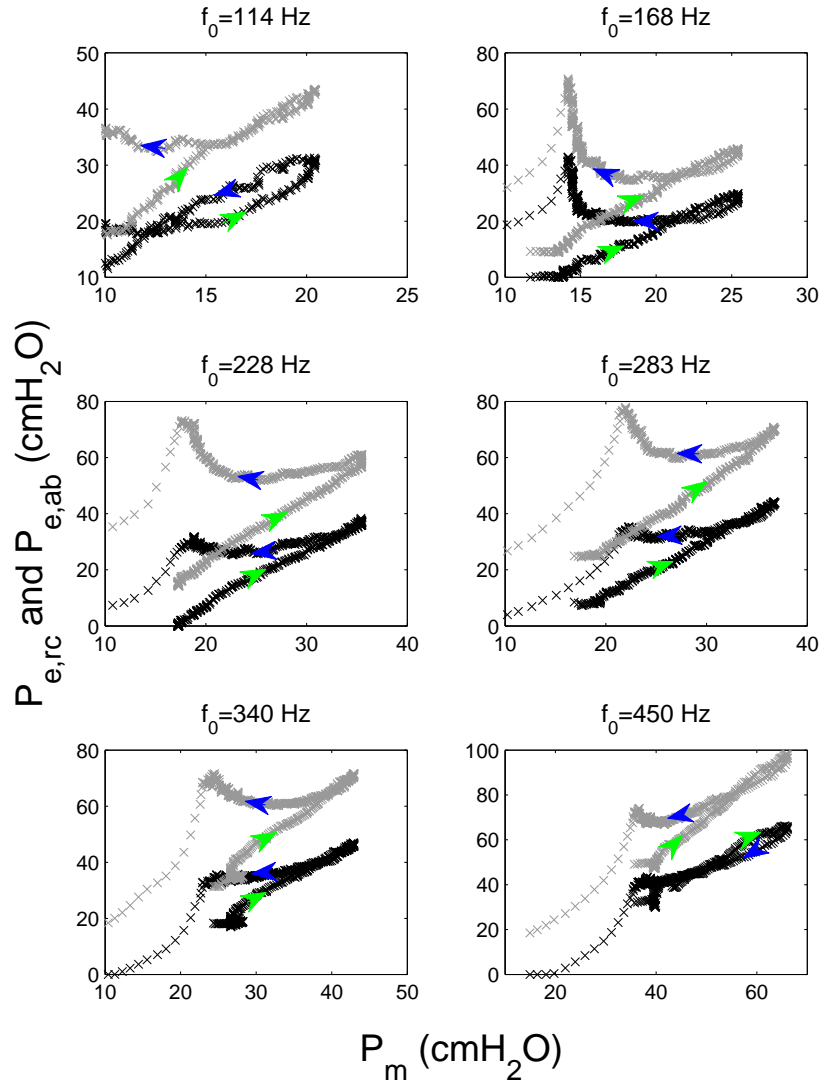 f0=114 Hz
50
40
30
20
10
10 15 20 25
f0=168 Hz
80
60
40
20
0
10 15 20 25 30
f0=228 Hz
80
60
40
20
0
10 20 30 40
f0=283 Hz
80
60
40
20
0
10 20 30 40
f0=340 Hz
80
60
40
20
0
10 20 30 40 50
f0=450 Hz
100
80
60
40
20
0
20 40 60
Pe,rc and Pe,ab (cmH2O)
Pm (cmH2O)